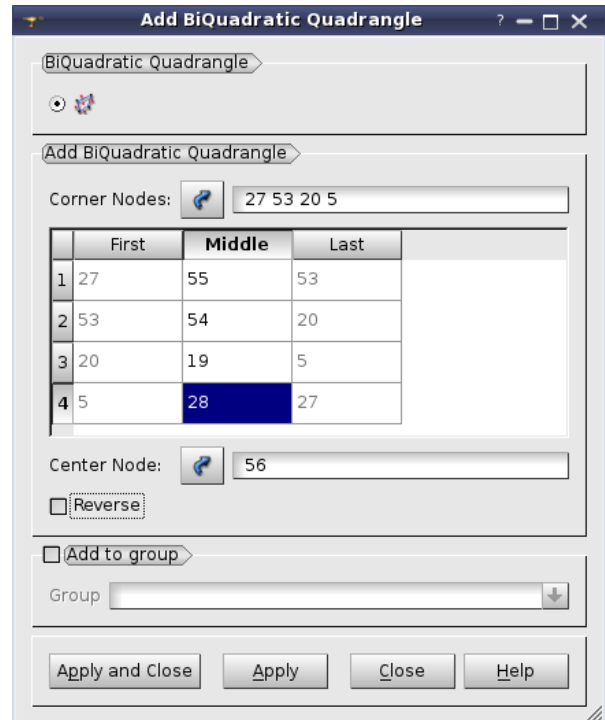 Add BiQuadratic Quadrangle ?
BiQuadratic Quadrangle
Add BiQuadratic Quadrangle
Corner Nodes: 27 53 20 5
First Middle Last
1 27 55 53
2 53 54 20
3 20 19 5
4 5 28 27
Center Node: 56
Reverse
Add to group
Group
Apply and Close Apply Close Help